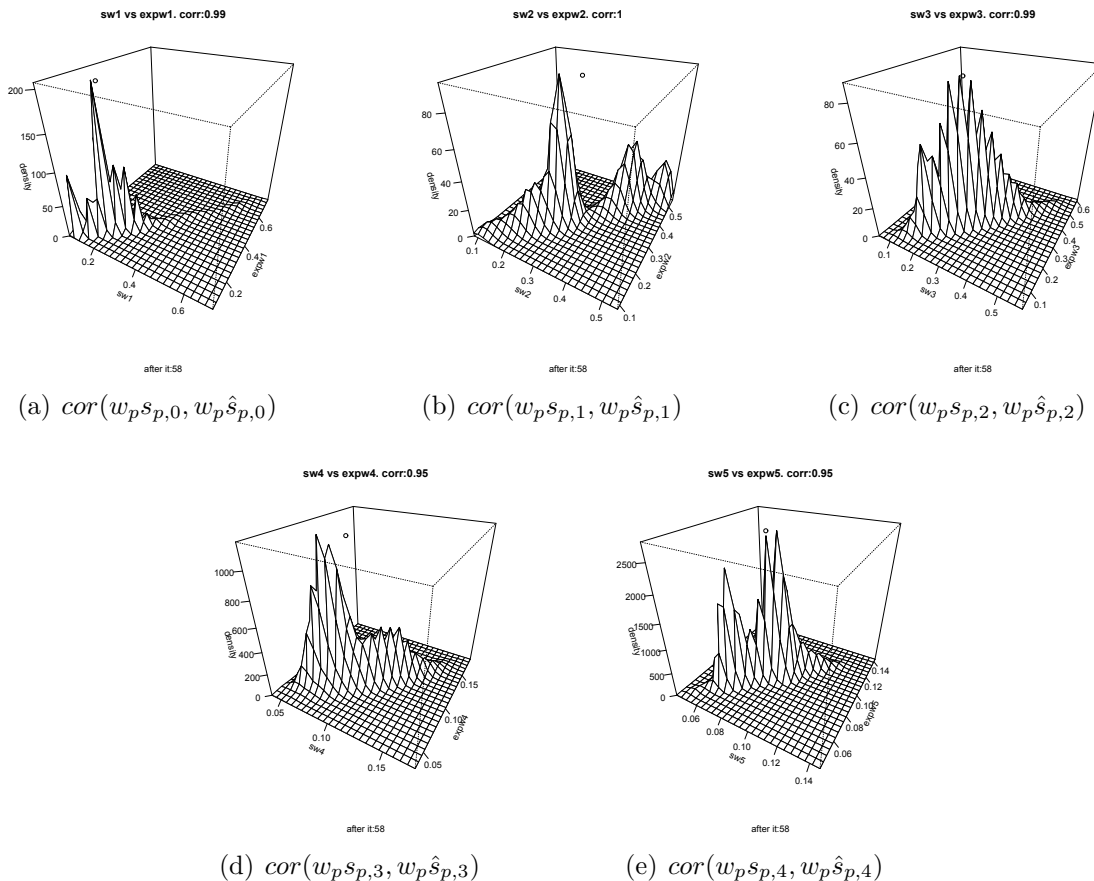 sw1 vs expw1. corr:0.99
200
150
100
50
0
density
0.2
0.4
0.6
sw1
0.2
0.4
0.6
expw1
after it:58
(a) cor(w_p s_{p,0}, w_p ŝ_{p,0})
sw2 vs expw2. corr:1
80
60
40
20
0
density
0.1
0.2
0.3
0.4
0.5
sw2
0.1
0.2
0.3
0.4
0.5
expw2
after it:58
(b) cor(w_p s_{p,1}, w_p ŝ_{p,1})
sw3 vs expw3. corr:0.99
80
60
40
20
0
density
0.1
0.2
0.3
0.4
0.5
sw3
0.1
0.2
0.3
0.4
0.5
0.6
expw3
after it:58
(c) cor(w_p s_{p,2}, w_p ŝ_{p,2})
sw4 vs expw4. corr:0.95
1000
800
600
400
200
0
density
0.05
0.10
0.15
sw4
0.05
0.10
0.15
expw4
after it:58
(d) cor(w_p s_{p,3}, w_p ŝ_{p,3})
sw5 vs expw5. corr:0.95
2500
2000
1500
1000
500
0
density
0.06
0.08
0.10
0.12
0.14
sw5
0.06
0.08
0.10
0.12
0.14
expw5
after it:58
(e) cor(w_p s_{p,4}, w_p ŝ_{p,4})